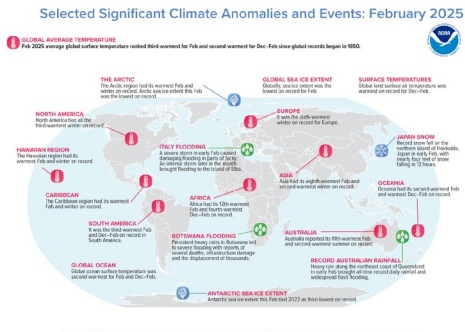 Selected Significant Climate Anomalies and Events: February 2025
NOAA
GLOBAL AVERAGE TEMPERATURE
Feb 2025 average global surface temperature ranked third-warmest for Feb and second-warmest for Dec–Feb since global records began in 1850.
THE ARCTIC
The Arctic region had its warmest Feb and
winter on record. Arctic sea ice extent this Feb
was the lowest on record.
GLOBAL SEA ICE EXTENT
Globally, sea ice extent was the
lowest on record for Feb.
SURFACE TEMPERATURES
Global land surface air temperature was
warmest on record for Dec–Feb.
NORTH AMERICA
North America tied at the
third-warmest winter on record.
EUROPE
It was the sixth-warmest
winter on record for Europe.
HAWAIIAN REGION
The Hawaiian region had its
warmest Feb and winter on record.
ITALY FLOODING
A severe storm in early Feb caused
damaging flooding in parts of Sicily.
An intense storm later in the month
brought flooding to the island of Elba.
JAPAN SNOW
Record snow fell on the
northern island of Hokkaido,
Japan in early Feb, with
nearly four feet of snow
falling in 12 hours.
ASIA
Asia had its eighth-warmest Feb and
second-warmest winter on record.
CARIBBEAN
The Caribbean region had its warmest
Feb and winter on record.
AFRICA
Africa had its 12th-warmest
Feb and fourth-warmest
Dec–Feb on record.
OCEANIA
Oceania had its second-warmest
Feb and warmest Dec–Feb on
record.
SOUTH AMERICA
It was the third-warmest Feb
and Dec–Feb on record in
South America.
BOTSWANA FLOODING
Persistent heavy rains in Botswana led
to severe flooding with reports of
several deaths, infrastructure damage
and the displacement of thousands.
AUSTRALIA
Australia reported its fifth-warmest Feb
and second-warmest summer on record.
GLOBAL OCEAN
Global ocean surface temperature was
second warmest for Feb and Dec–Feb.
RECORD AUSTRALIAN RAINFALL
Heavy rain along the northeast coast of Queensland
in early Feb brought all-time record daily rainfall and
widespread flash flooding.
ANTARCTIC SEA ICE EXTENT
Antarctic sea ice extent this Feb tied 2022 as third-lowest on record.